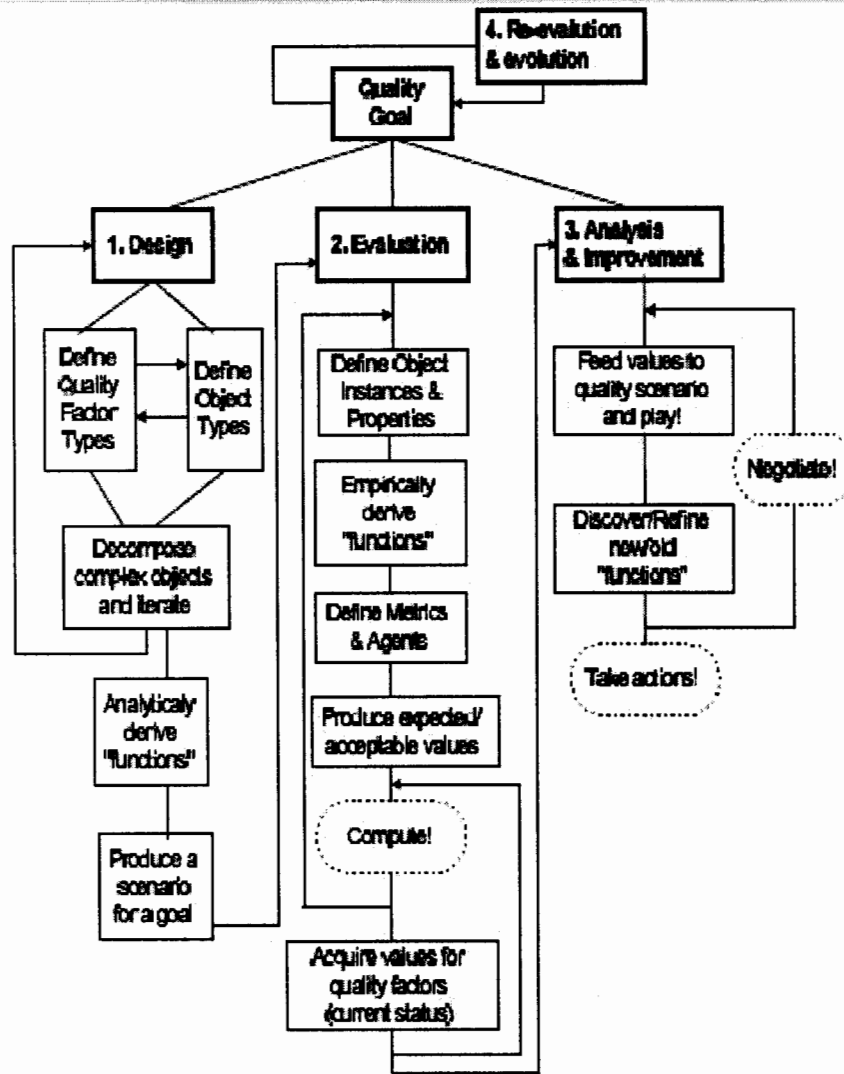 4. Re-evalution
& evolution
Quality
Goal
1. Design
2. Evaluation
3. Analysis
& Improvement
Define
Quality
Factor
Types
Define
Object
Types
Decompose
complex objects
and iterate
Analyticaly
derive
"functions"
Produce a
scenario
for a goal
Define Object
Instances &
Properties
Empirically
derive
"functions"
Define Metrics
& Agents
Produce expected/
acceptable values
Compute!
Acquire values for
quality factors
(current status)
Feed values to
quality scenario
and play!
Negotiate!
Discover/Refine
new/old
"functions"
Take actions!